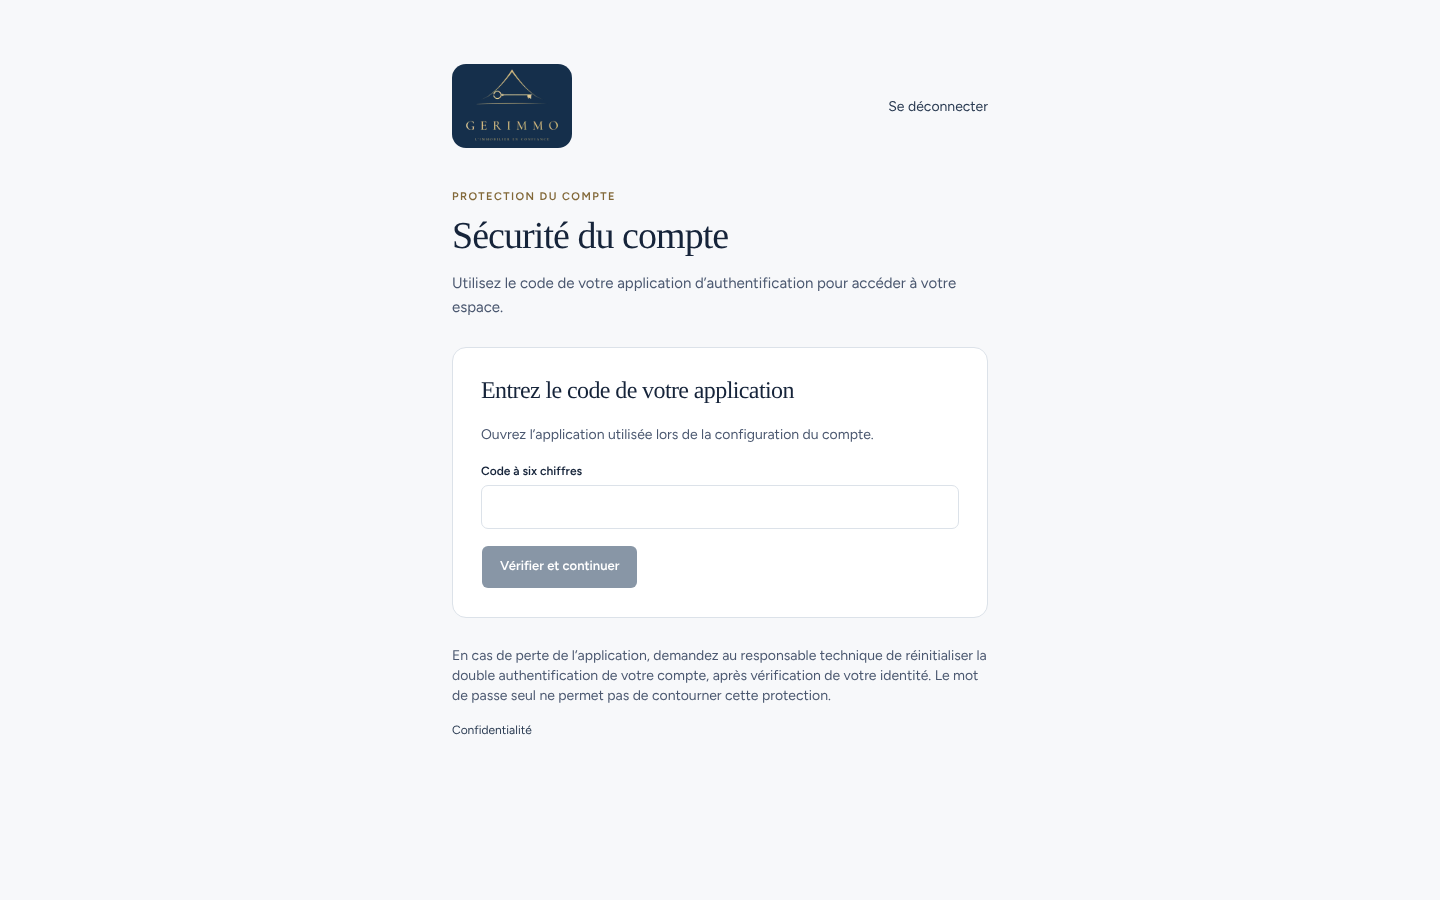 GERIMMO
Se déconnecter
PROTECTION DU COMPTE
Sécurité du compte
Utilisez le code de votre application d’authentification pour accéder à votre
espace.
Entrez le code de votre application
Ouvrez l’application utilisée lors de la configuration du compte.
Code à six chiffres
Vérifier et continuer
En cas de perte de l’application, demandez au responsable technique de réinitialiser la
double authentification de votre compte, après vérification de votre identité. Le mot
de passe seul ne permet pas de contourner cette protection.
Confidentialité